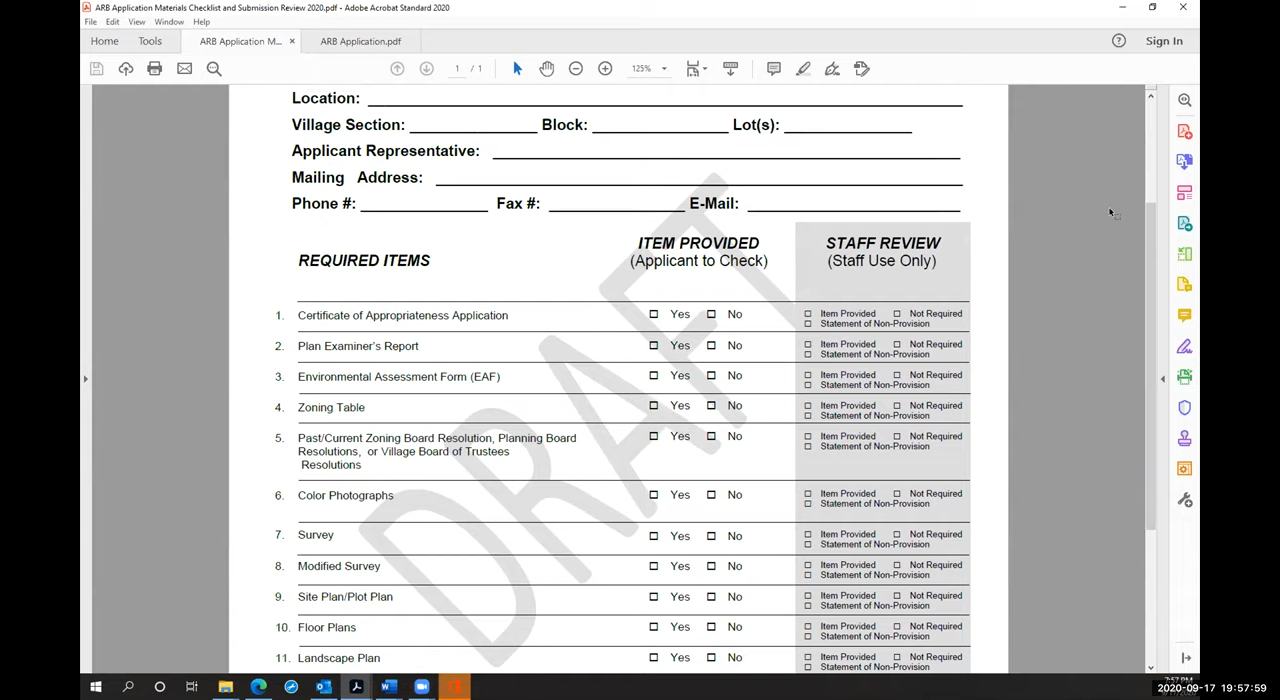 ARB Application Materials Checklist and Submission Review 2020.pdf - Adobe Acrobat Standard 2020
File Edit View Window Help
Home Tools ARB Application M... × ARB Application.pdf ? Sign In
1 / 1 125%
Location:
Village Section: Block: Lot(s):
Applicant Representative:
Mailing Address:
Phone #: Fax #: E-Mail:
REQUIRED ITEMS
ITEM PROVIDED
(Applicant to Check)
STAFF REVIEW
(Staff Use Only)
1. Certificate of Appropriateness Application Yes No Item Provided Not Required
Statement of Non-Provision
2. Plan Examiner's Report Yes No Item Provided Not Required
Statement of Non-Provision
3. Environmental Assessment Form (EAF) Yes No Item Provided Not Required
Statement of Non-Provision
4. Zoning Table Yes No Item Provided Not Required
Statement of Non-Provision
5. Past/Current Zoning Board Resolution, Planning Board Yes No Item Provided Not Required
Resolutions, or Village Board of Trustees Statement of Non-Provision
Resolutions
6. Color Photographs Yes No Item Provided Not Required
Statement of Non-Provision
7. Survey Yes No Item Provided Not Required
Statement of Non-Provision
8. Modified Survey Yes No Item Provided Not Required
Statement of Non-Provision
9. Site Plan/Plot Plan Yes No Item Provided Not Required
Statement of Non-Provision
10. Floor Plans Yes No Item Provided Not Required
Statement of Non-Provision
11. Landscape Plan Yes No Item Provided Not Required
Statement of Non-Provision
DRAFT
7:57 PM
2020-09-17 19:57:59